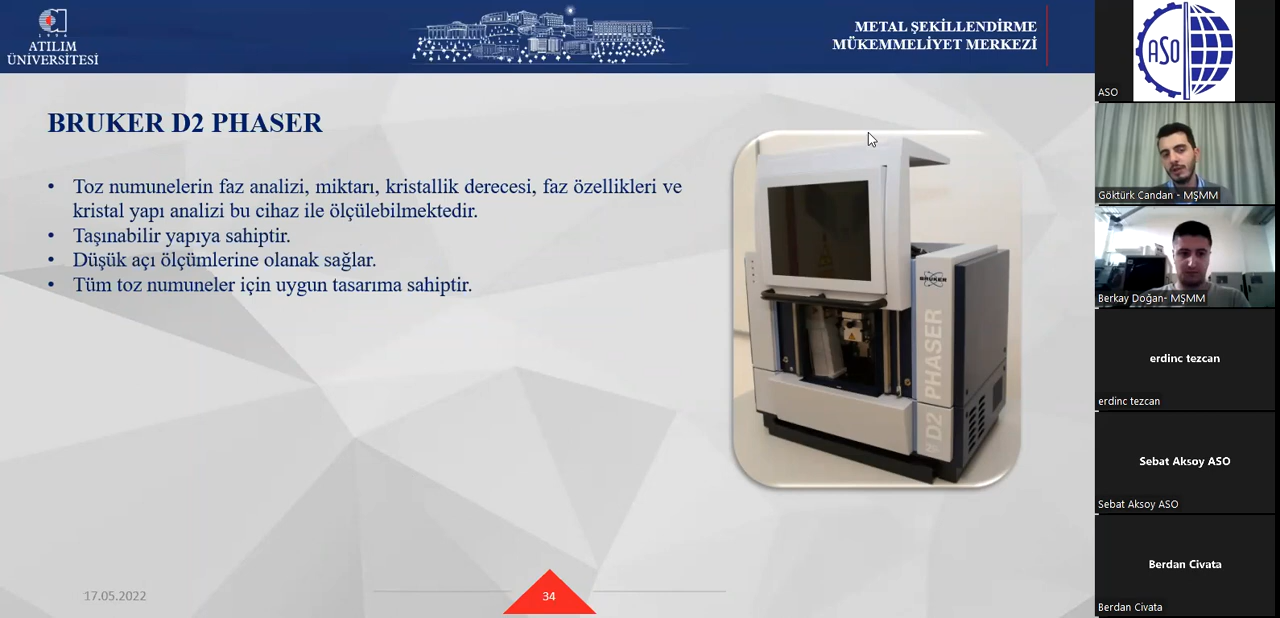 ATILIM
ÜNİVERSİTESİ
METAL ŞEKİLLENDİRME
MÜKEMMELİYET MERKEZİ
BRUKER D2 PHASER
• Toz numunelerin faz analizi, miktarı, kristallik derecesi, faz özellikleri ve
kristal yapı analizi bu cihaz ile ölçülebilmektedir.
• Taşınabilir yapıya sahiptir.
• Düşük açı ölçümlerine olanak sağlar.
• Tüm toz numuneler için uygun tasarıma sahiptir.
BRUKER
D2 PHASER
17.05.2022
34
ASO
ASO
Göktürk Candan - MŞMM
Berkay Doğan- MŞMM
erdinc tezcan
erdinc tezcan
Sebat Aksoy ASO
Sebat Aksoy ASO
Berdan Civata
Berdan Civata